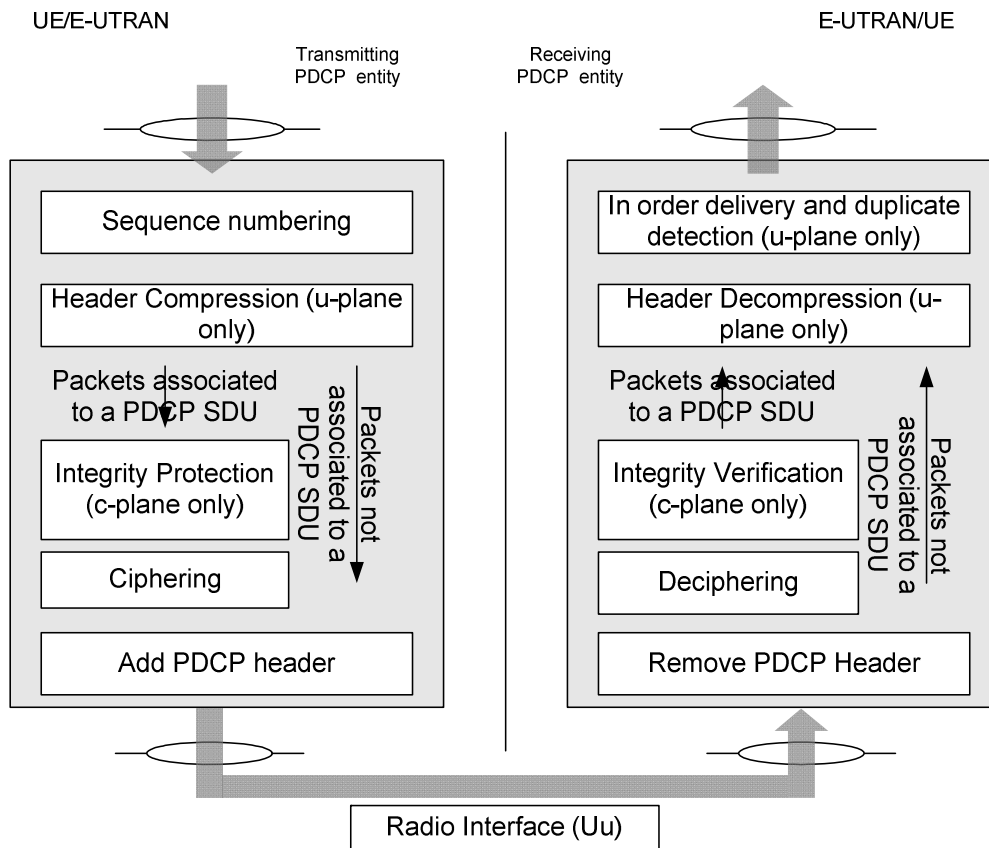 UE/E-UTRAN
E-UTRAN/UE
Transmitting
PDCP entity
Receiving
PDCP entity
Sequence numbering
Header Compression (u-plane
only)
Packets associated
to a PDCP SDU
Packets not
associated to a
PDCP SDU
Integrity Protection
(c-plane only)
Ciphering
Add PDCP header
In order delivery and duplicate
detection (u-plane only)
Header Decompression (u-
plane only)
Packets associated
to a PDCP SDU
Packets not
associated to a
PDCP SDU
Integrity Verification
(c-plane only)
Deciphering
Remove PDCP Header
Radio Interface (Uu)